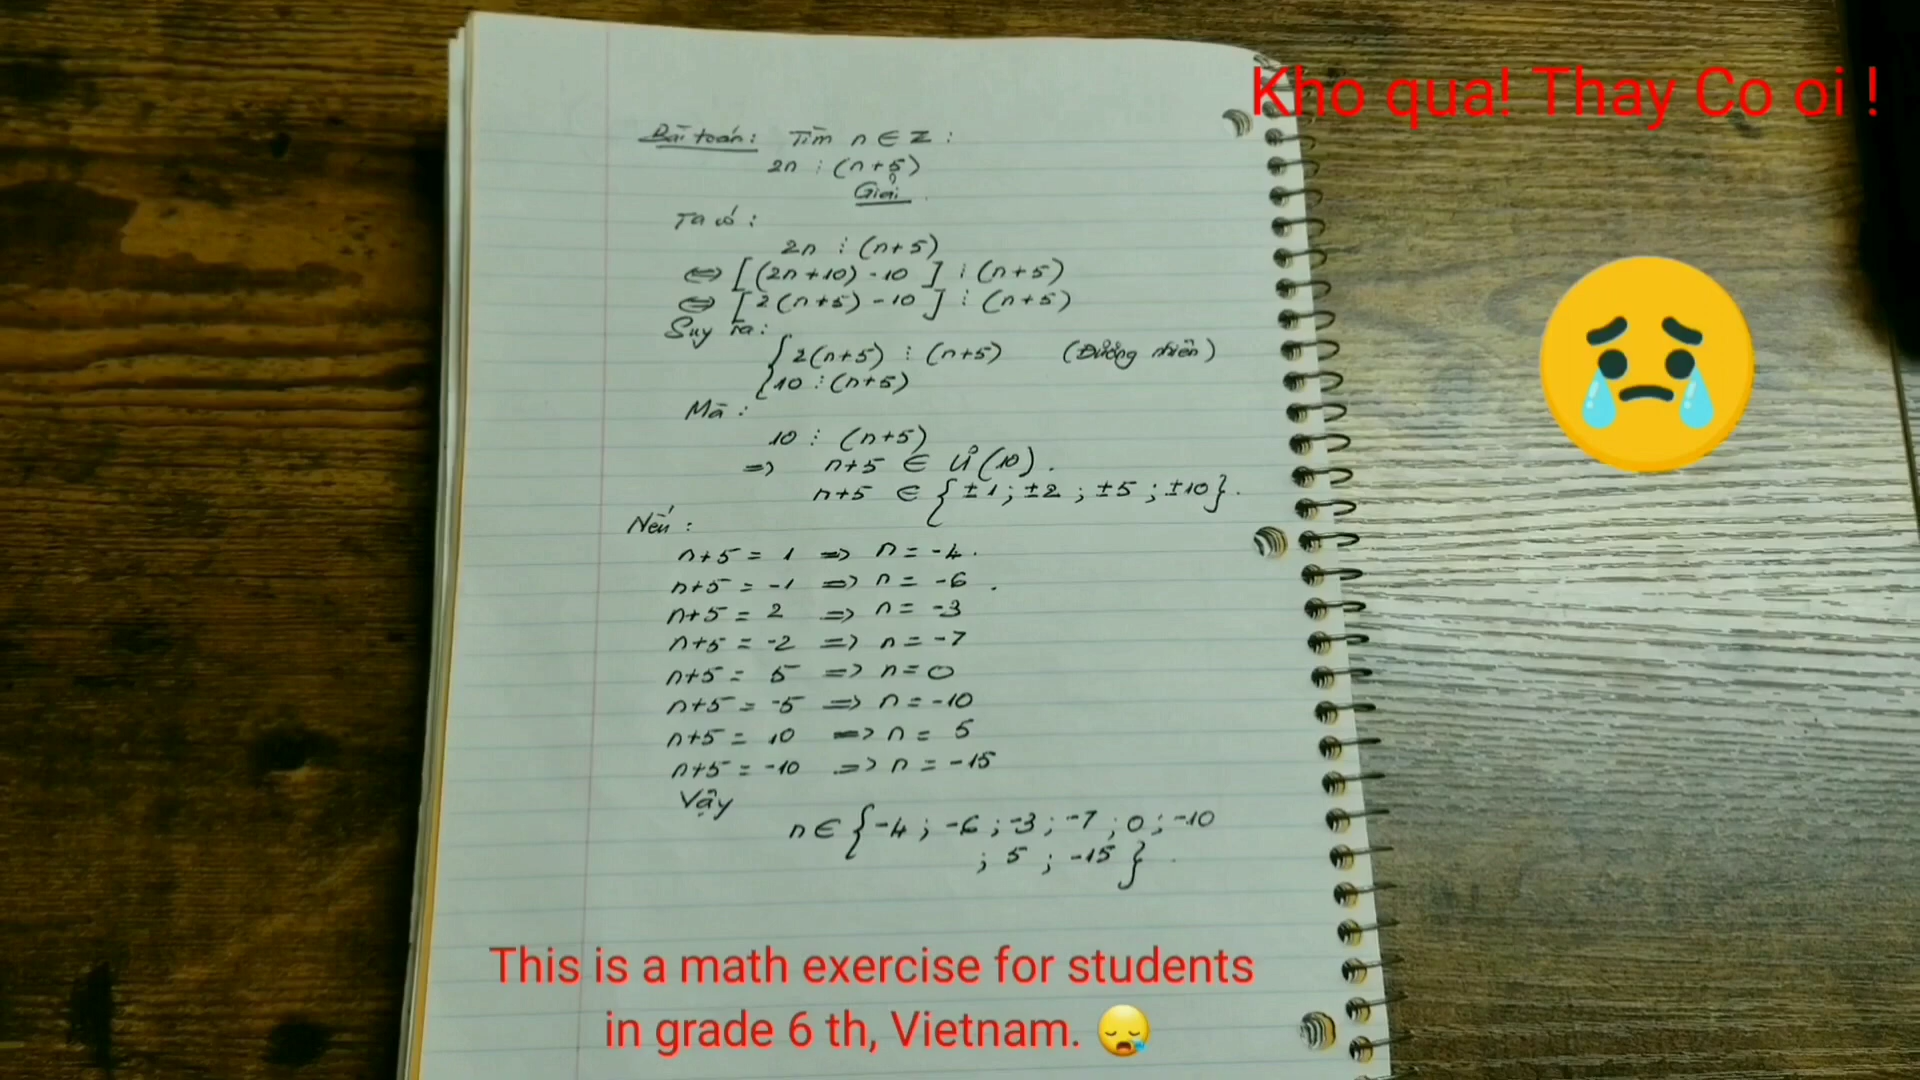 Kho qua! Thay Co oi !
Bài toán: Tìm n ∈ Z :
2n ⋮ (n+5)
Giải
Ta có :
2n ⋮ (n+5)
⇔ [(2n+10) -10 ] ⋮ (n+5)
⇔ [2(n+5) -10 ] ⋮ (n+5)
Suy ra :
{ 2(n+5) ⋮ (n+5) (Đương nhiên)
{ 10 ⋮ (n+5)
Mà :
10 ⋮ (n+5)
=> n+5 ∈ Ư(10) .
n+5 ∈ { ±1 ; ±2 ; ±5 ; ±10} .
Nếu :
n+5 = 1 => n = -4 .
n+5 = -1 => n = -6 .
n+5 = 2 => n = -3
n+5 = -2 => n = -7
n+5 = 5 => n = 0
n+5 = -5 => n = -10
n+5 = 10 => n = 5
n+5 = -10 => n = -15
Vậy
n ∈ { -4 ; -6 ; -3 ; -7 ; 0 ; -10
; 5 ; -15 } .
This is a math exercise for students
in grade 6 th, Vietnam. 😪